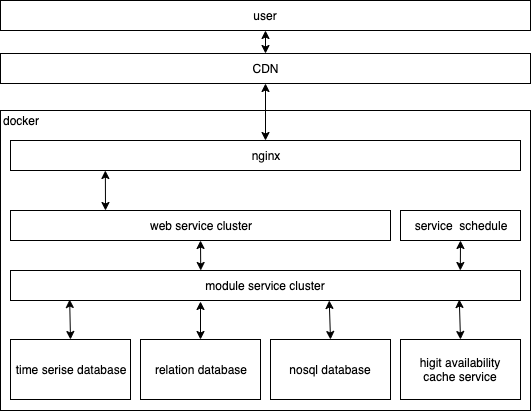 user
CDN
docker
nginx
web service cluster
service schedule
module service cluster
time serise database
relation database
nosql database
higit availability
cache service